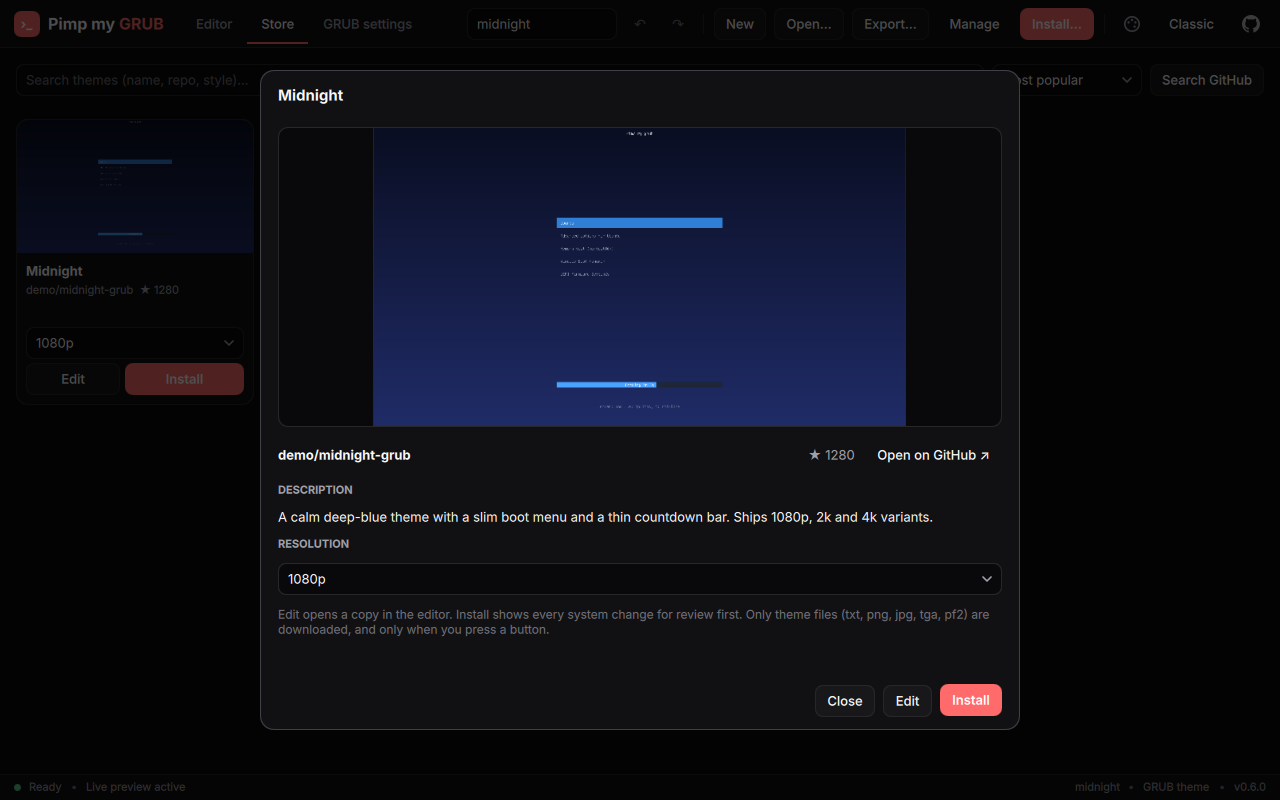 Pimp my GRUB
Editor
Store
GRUB settings
midnight
New
Open...
Export...
Manage
Install...
Classic
Search themes (name, repo, style)...
st popular
Search GitHub
Midnight
demo/midnight-grub ★ 1280
1080p
Edit
Install
Midnight
demo/midnight-grub
★ 1280
Open on GitHub ↗
DESCRIPTION
A calm deep-blue theme with a slim boot menu and a thin countdown bar. Ships 1080p, 2k and 4k variants.
RESOLUTION
1080p
Edit opens a copy in the editor. Install shows every system change for review first. Only theme files (txt, png, jpg, tga, pf2) are
downloaded, and only when you press a button.
Close
Edit
Install
Ready • Live preview active
midnight • GRUB theme • v0.6.0